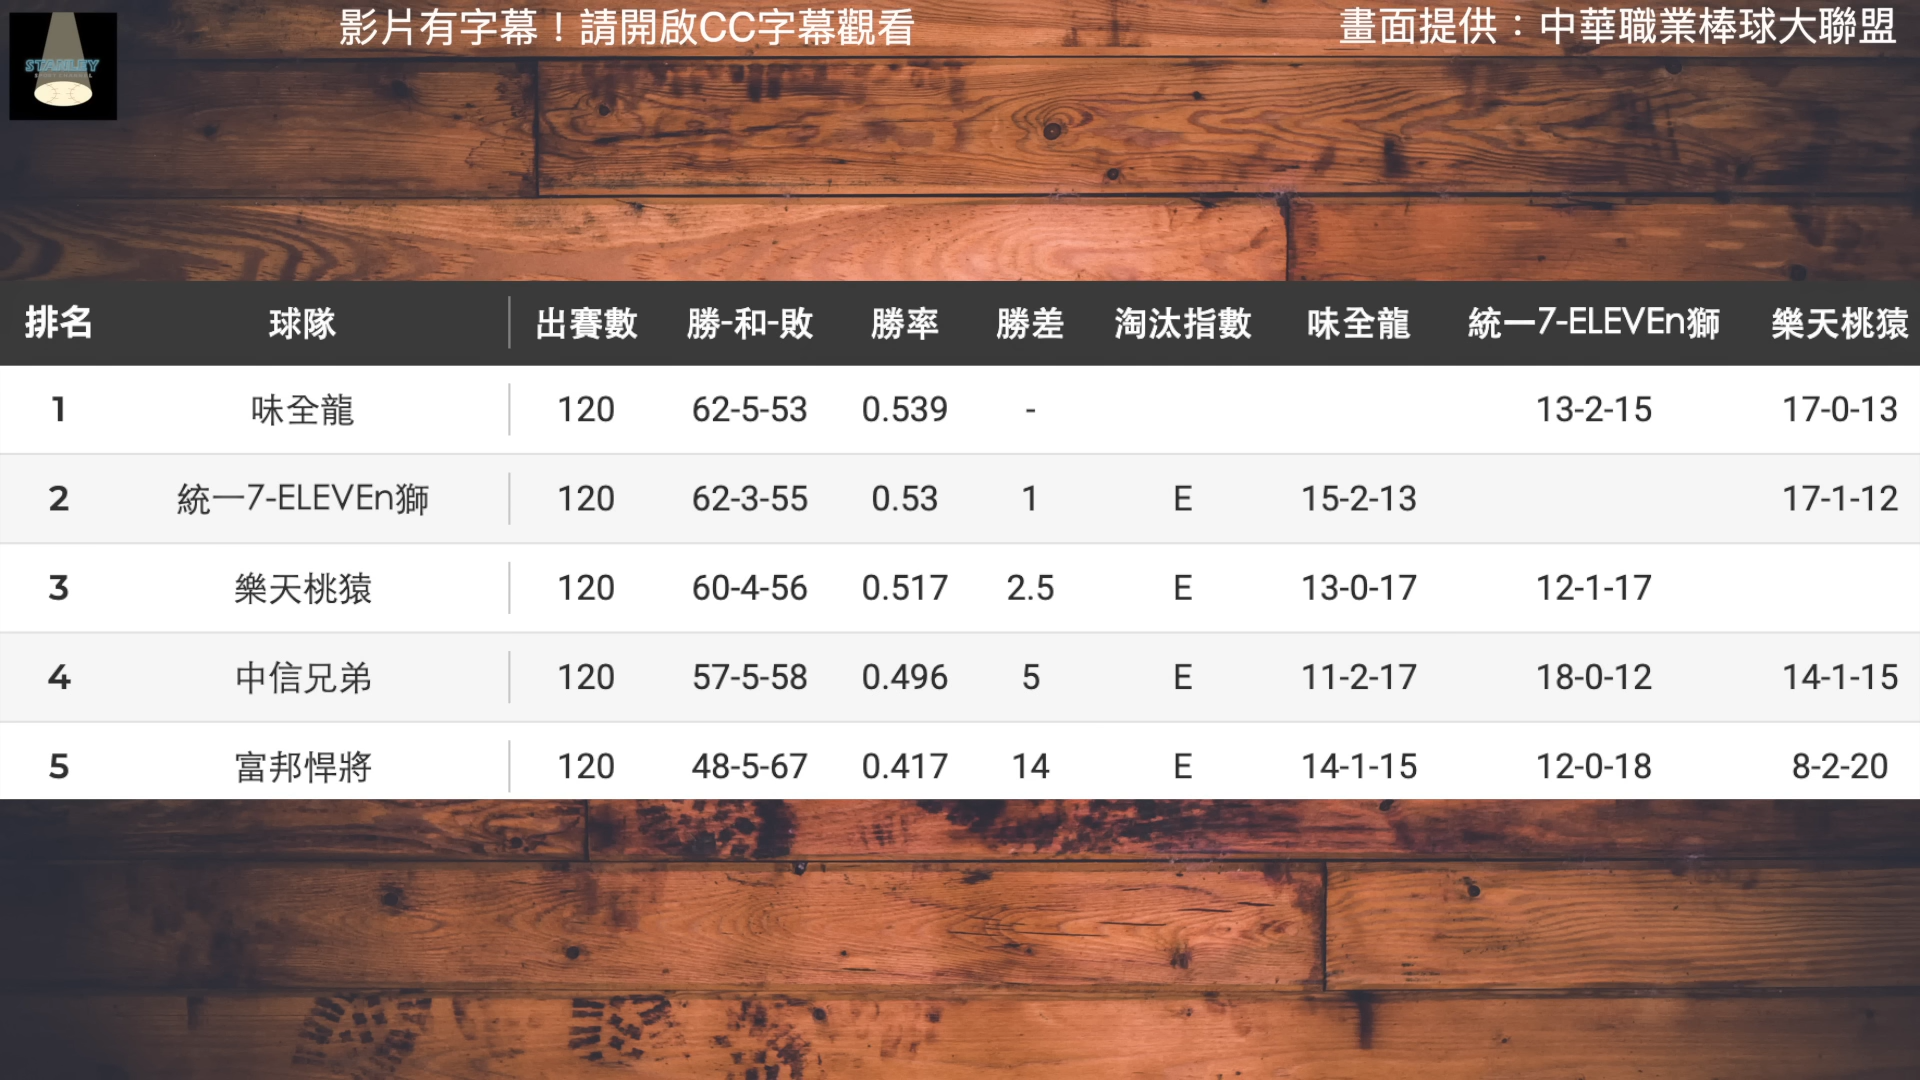 影片有字幕！請開啟CC字幕觀看
畫面提供：中華職業棒球大聯盟
STANLEY
排名 球隊 出賽數 勝-和-敗 勝率 勝差 淘汰指數 味全龍 統一7-ELEVEn獅 樂天桃猿
1 味全龍 120 62-5-53 0.539 - 13-2-15 17-0-13
2 統一7-ELEVEn獅 120 62-3-55 0.53 1 E 15-2-13 17-1-12
3 樂天桃猿 120 60-4-56 0.517 2.5 E 13-0-17 12-1-17
4 中信兄弟 120 57-5-58 0.496 5 E 11-2-17 18-0-12 14-1-15
5 富邦悍將 120 48-5-67 0.417 14 E 14-1-15 12-0-18 8-2-20